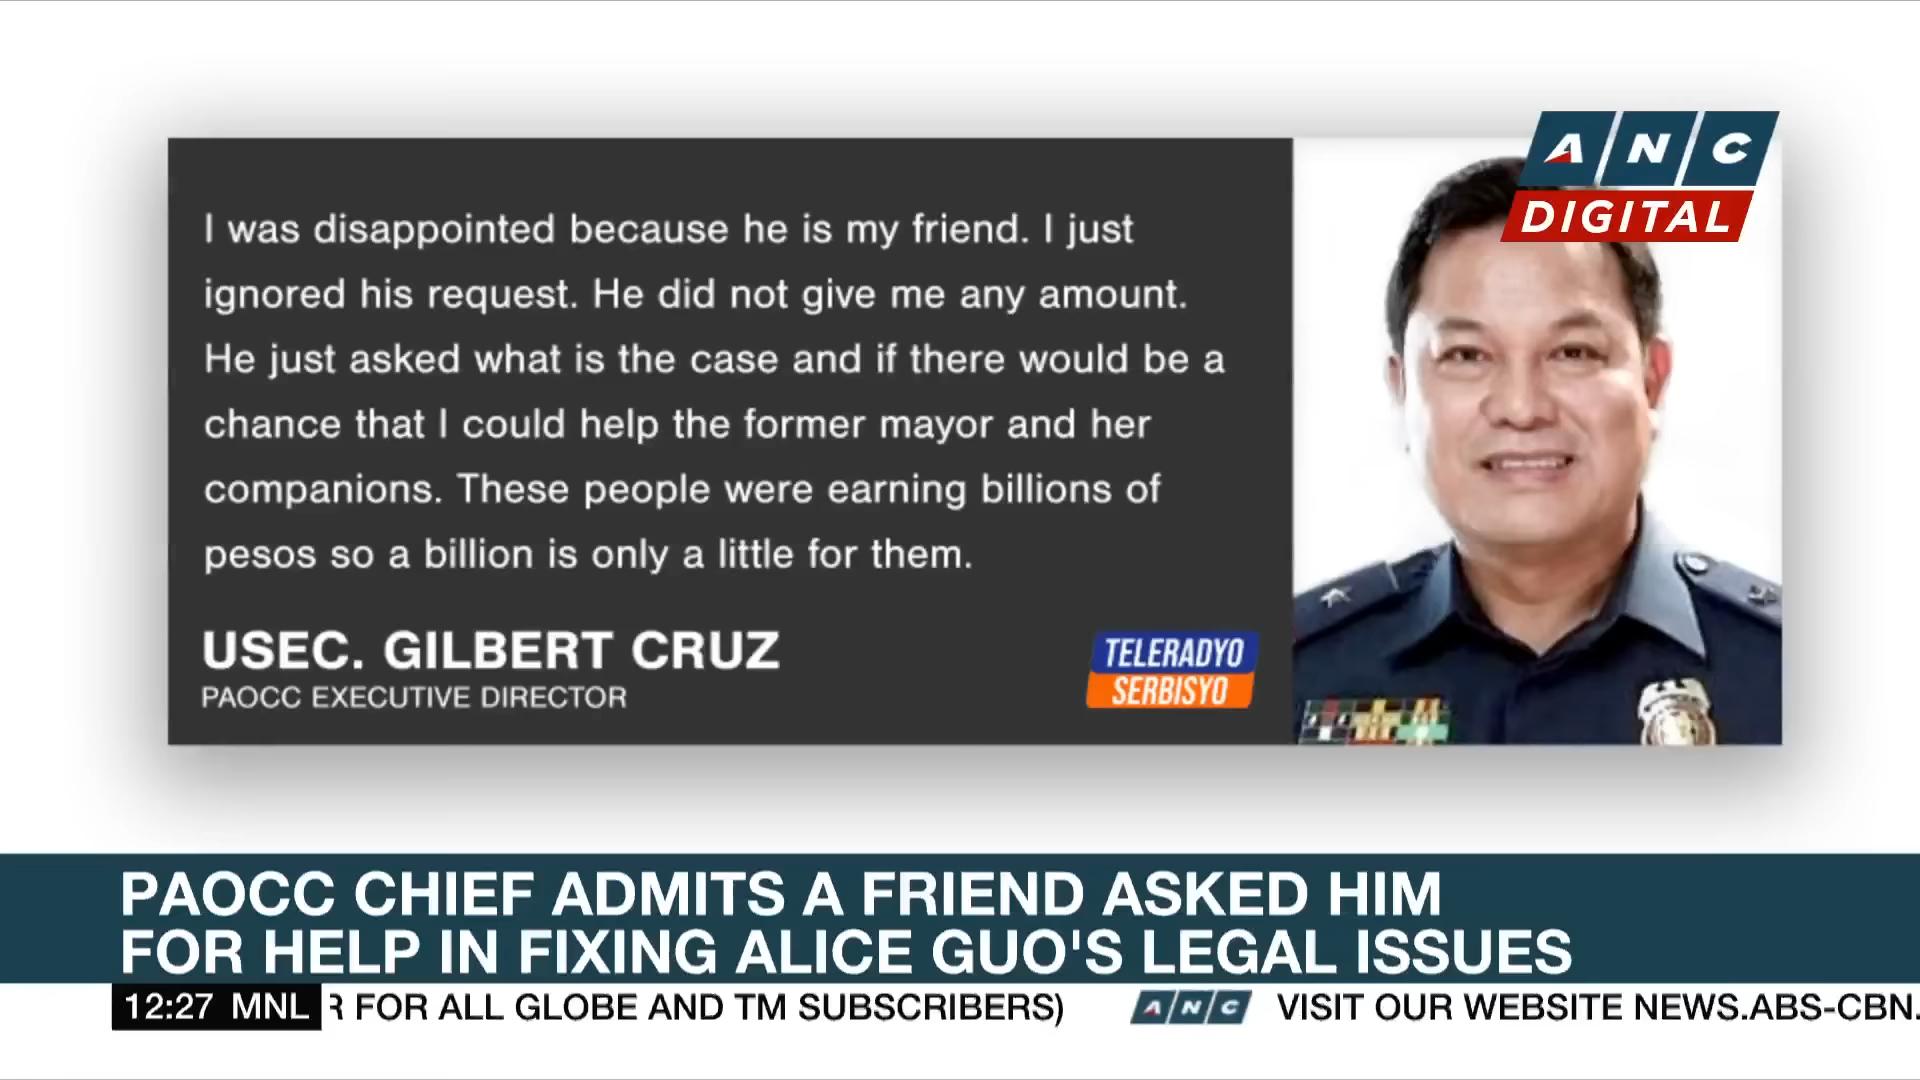 ANC
DIGITAL
I was disappointed because he is my friend. I just
ignored his request. He did not give me any amount.
He just asked what is the case and if there would be a
chance that I could help the former mayor and her
companions. These people were earning billions of
pesos so a billion is only a little for them.
USEC. GILBERT CRUZ
PAOCC EXECUTIVE DIRECTOR
TELERADYO
SERBISYO
PAOCC CHIEF ADMITS A FRIEND ASKED HIM
FOR HELP IN FIXING ALICE GUO'S LEGAL ISSUES
12:27 MNL R FOR ALL GLOBE AND TM SUBSCRIBERS) ANC VISIT OUR WEBSITE NEWS.ABS-CBN.